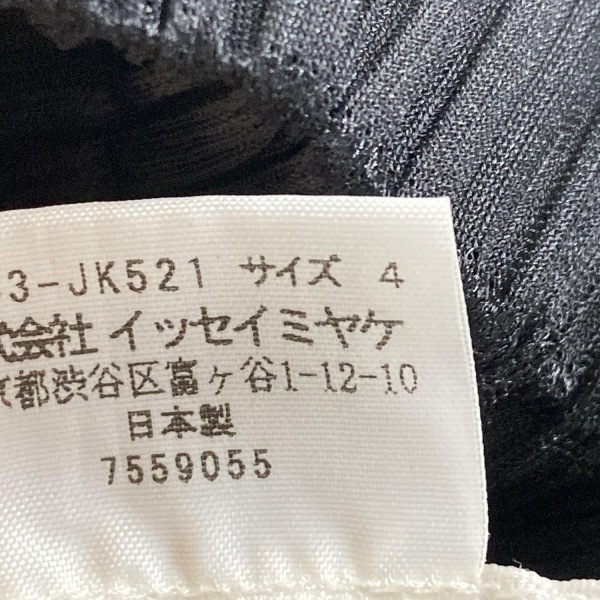 3-JK521 サイズ 4
式会社 イッセイミヤケ
京都渋谷区富ヶ谷1-12-10
日本製
7559055